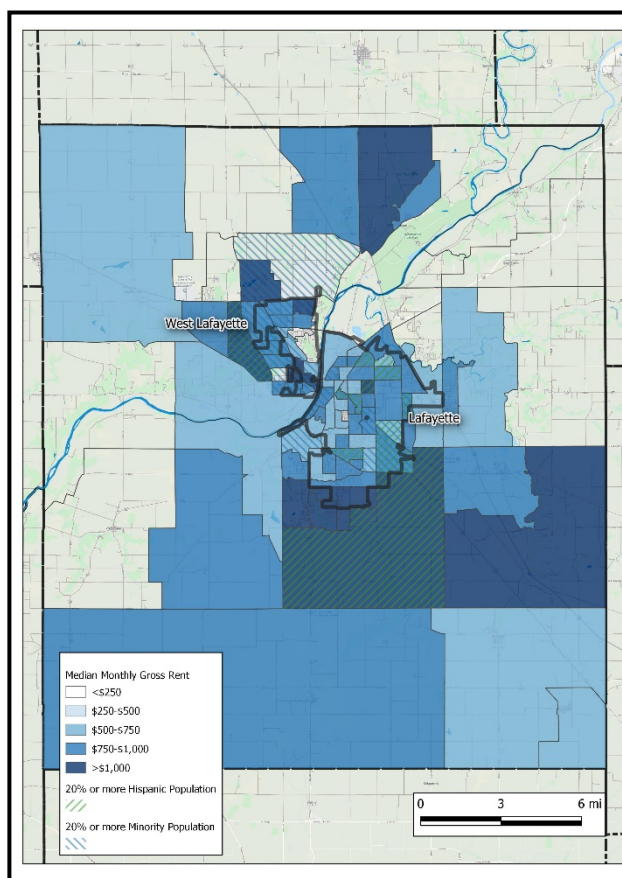 West Lafayette
Lafayette
Median Monthly Gross Rent
<$250
$250-$500
$500-$750
$750-$1,000
>$1,000
20% or more Hispanic Population
20% or more Minority Population
0 3 6 mi